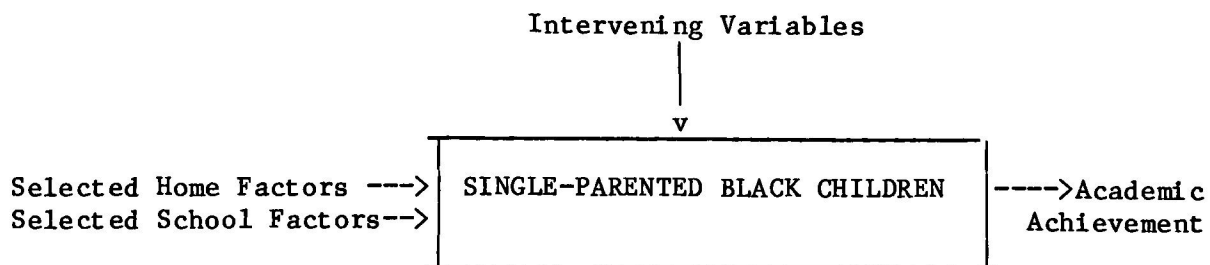 Intervening Variables
v
Selected Home Factors ---> SINGLE-PARENTED BLACK CHILDREN ---->Academic
Selected School Factors--> Achievement